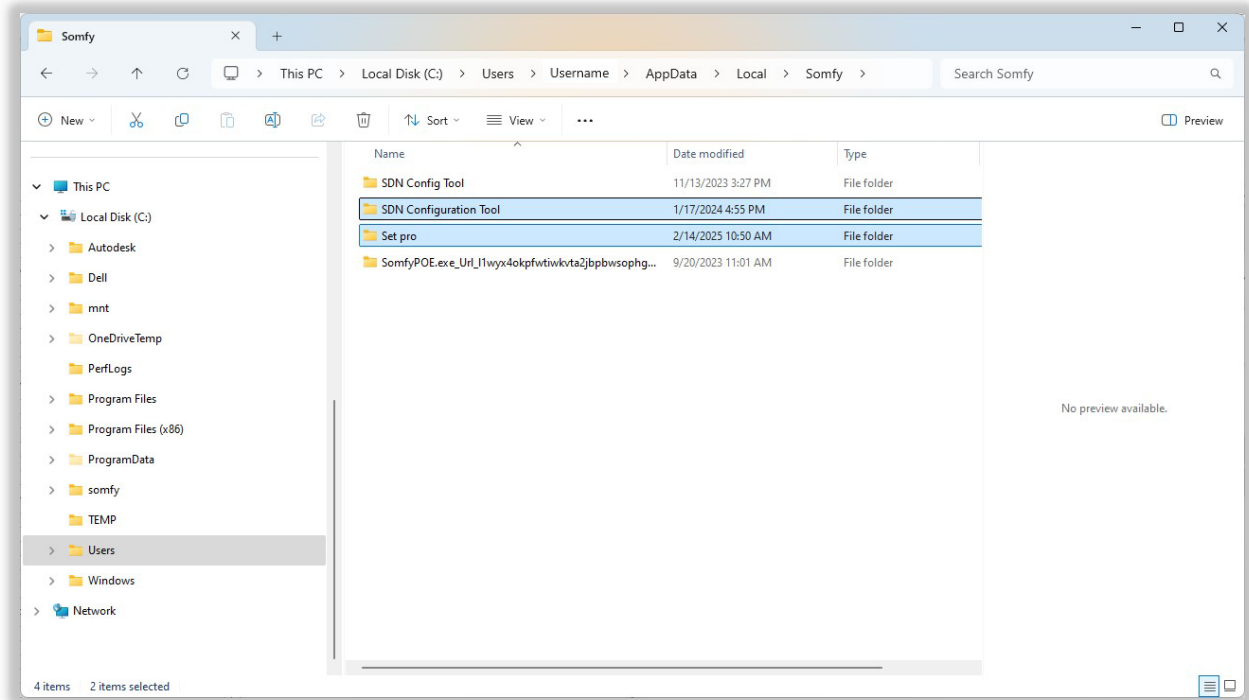 Somfy
This PC > Local Disk (C:) > Users > Username > AppData > Local > Somfy >
Search Somfy
New
Sort
View
Preview
Name Date modified Type
SDN Config Tool 11/13/2023 3:27 PM File folder
SDN Configuration Tool 1/17/2024 4:55 PM File folder
Set pro 2/14/2025 10:50 AM File folder
9/20/2023 11:01 AM File folder
This PC
Local Disk (C:)
Autodesk
Dell
mnt
OneDriveTemp
PerfLogs
Program Files
Program Files (x86)
ProgramData
somfy
TEMP
Users
Windows
Network
No preview available.
4 items 2 items selected